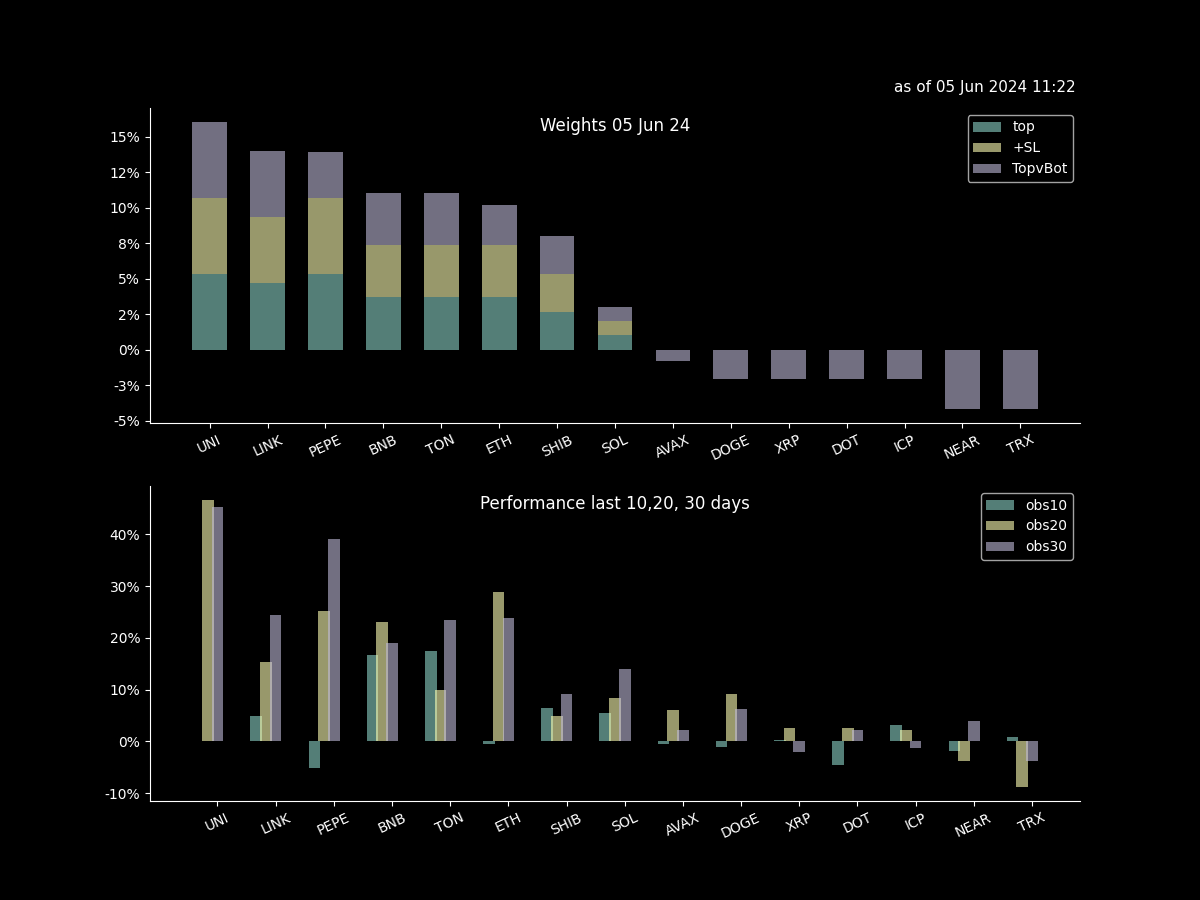 as of 05 Jun 2024 11:22
Weights 05 Jun 24
top
+SL
TopvBot
15%
12%
10%
8%
5%
2%
0%
-3%
-5%
UNI LINK PEPE BNB TON ETH SHIB SOL AVAX DOGE XRP DOT ICP NEAR TRX
Performance last 10,20, 30 days
obs10
obs20
obs30
40%
30%
20%
10%
0%
-10%
UNI LINK PEPE BNB TON ETH SHIB SOL AVAX DOGE XRP DOT ICP NEAR TRX